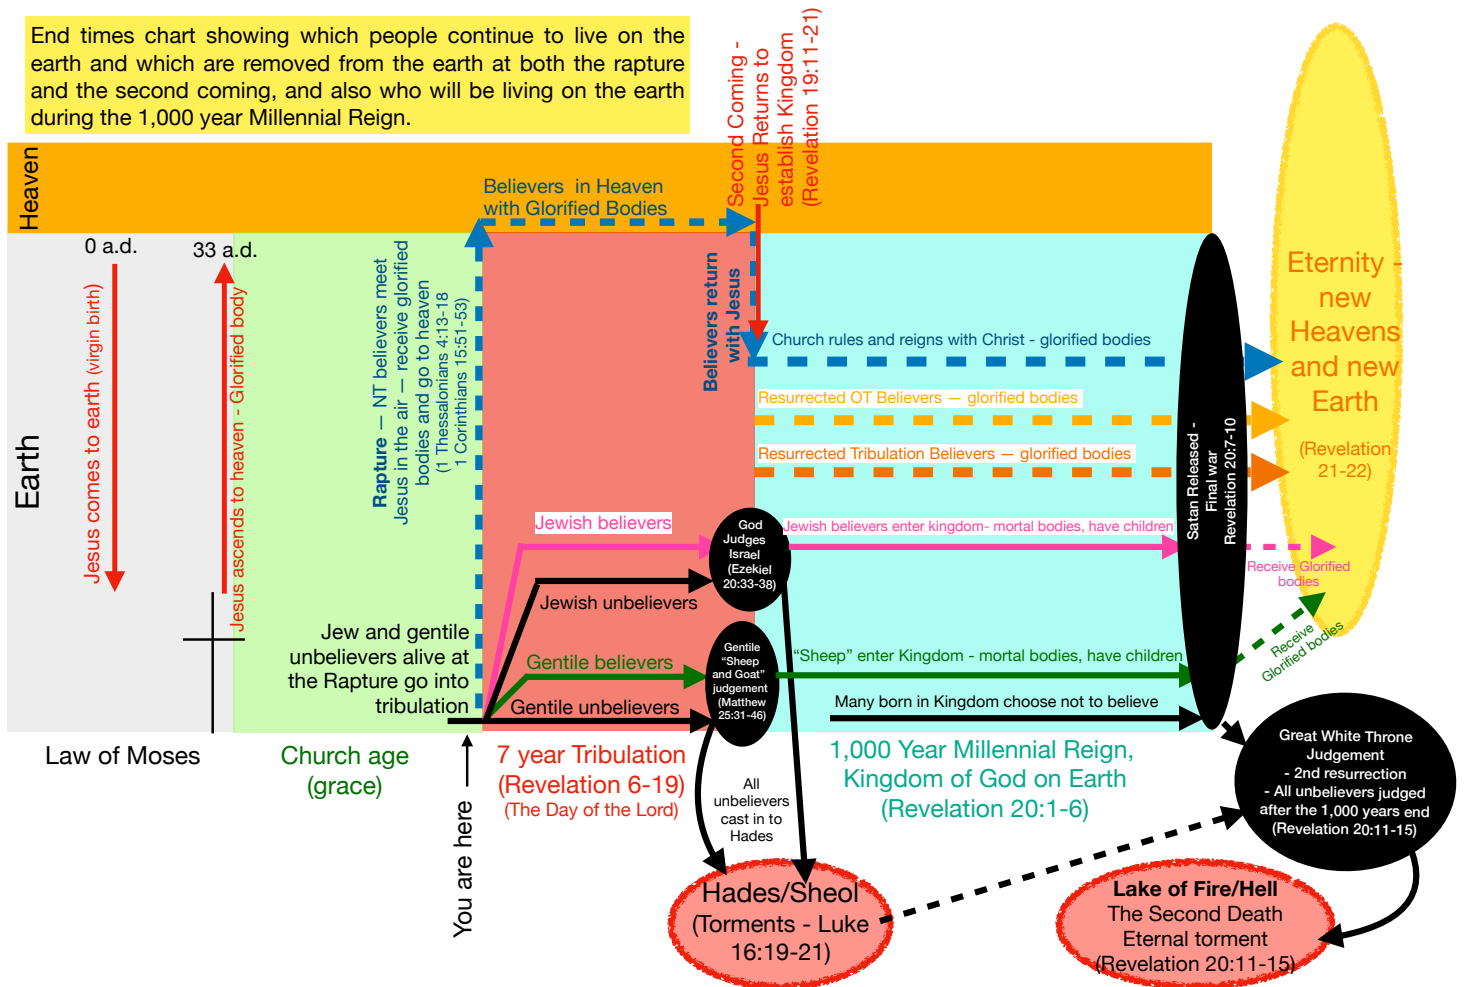 End times chart showing which people continue to live on the
earth and which are removed from the earth at both the rapture
and the second coming, and also who will be living on the earth
during the 1,000 year Millennial Reign.
Second Coming -
Jesus Returns to
establish Kingdom
(Revelation 19:11-21)
Heaven
Believers in Heaven
with Glorified Bodies
Earth
0 a.d.
33 a.d.
Jesus comes to earth (virgin birth)
Jesus ascends to heaven - Glorified body
Rapture — NT believers meet
Jesus in the air — receive glorified
bodies and go to heaven
(1 Thessalonians 4:13-18
1 Corinthians 15:51-53)
Believers return
with Jesus
Church rules and reigns with Christ - glorified bodies
Resurrected OT Believers — glorified bodies
Resurrected Tribulation Believers — glorified bodies
Satan Released -
Final war
Revelation 20:7-10
Eternity -
new
Heavens
and new
Earth
(Revelation
21-22)
Jewish believers
Jewish unbelievers
God
Judges
Israel
(Ezekiel
20:33-38)
Jewish believers enter kingdom- mortal bodies, have children
Receive Glorified
bodies
Jew and gentile
unbelievers alive at
the Rapture go into
tribulation
Gentile believers
Gentile unbelievers
Gentile
“Sheep
and Goat”
judgement
(Matthew
25:31-46)
“Sheep” enter Kingdom - mortal bodies, have children
Receive
Glorified bodies
Many born in Kingdom choose not to believe
Law of Moses
Church age
(grace)
You are here
7 year Tribulation
(Revelation 6-19)
(The Day of the Lord)
All
unbelievers
cast in to
Hades
1,000 Year Millennial Reign,
Kingdom of God on Earth
(Revelation 20:1-6)
Great White Throne
Judgement
- 2nd resurrection
- All unbelievers judged
after the 1,000 years end
(Revelation 20:11-15)
Hades/Sheol
(Torments - Luke
16:19-21)
Lake of Fire/Hell
The Second Death
Eternal torment
(Revelation 20:11-15)